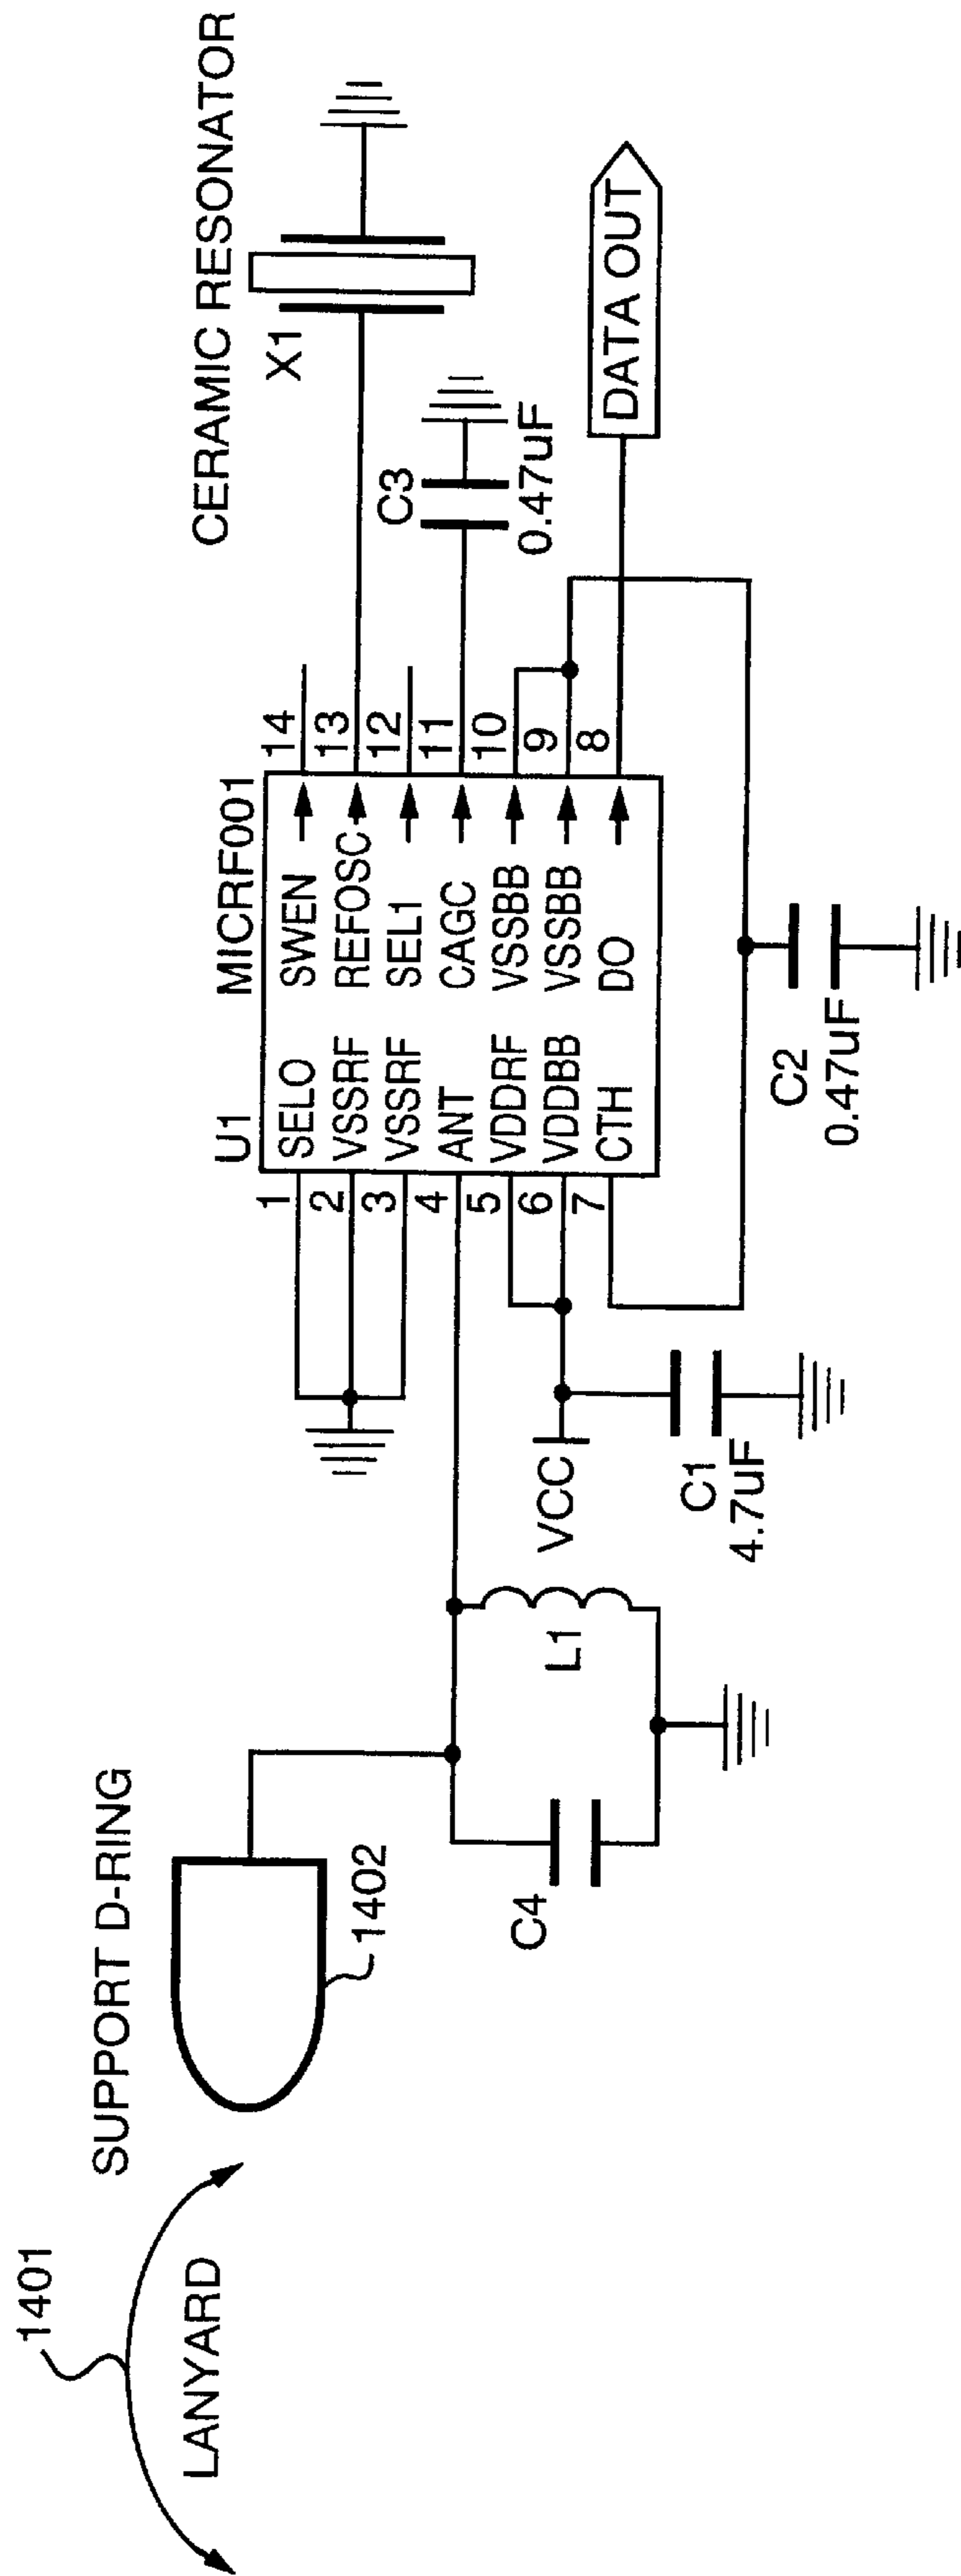 1401
LANYARD
SUPPORT D-RING
1402
C4
L1
VCC
C1
4.7uF
U1
MICRF001
1
SELO
SWEN
14
2
VSSRF
REFOSC
13
3
VSSRF
SEL1
12
4
ANT
CAGC
11
5
VDDRF
VSSBB
10
6
VDDBB
VSSBB
9
7
CTH
DO
8
C2
0.47uF
CERAMIC RESONATOR
X1
C3
0.47uF
DATA OUT